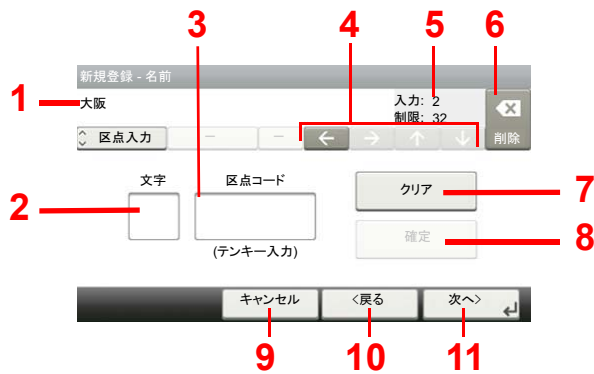 3 4 5 6
新規登録 - 名前
1 大阪 入力: 2
制限: 32
区点入力 － － ← → ↑ ↓ 削除
文字 区点コード クリア 7
2
確定 8
(テンキー入力)
キャンセル <戻る 次へ>
9 10 11